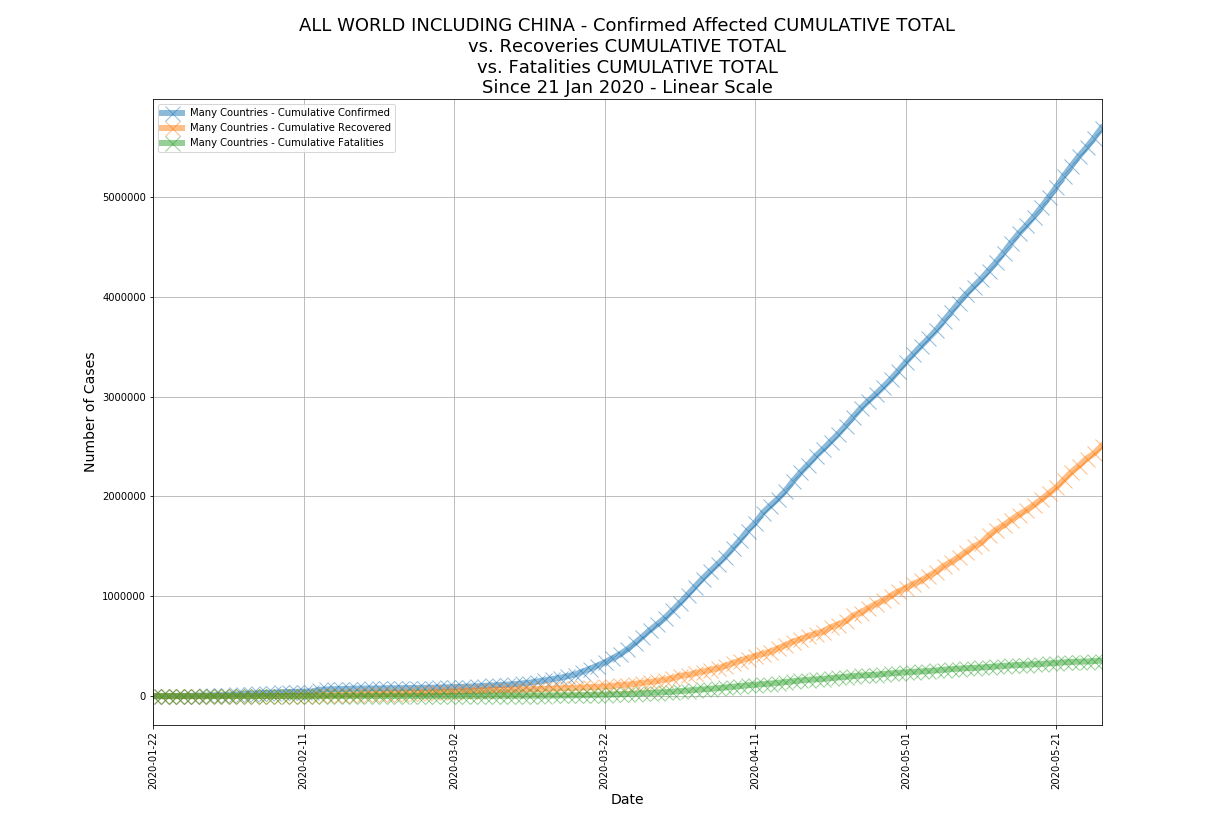 ALL WORLD INCLUDING CHINA - Confirmed Affected CUMULATIVE TOTAL
vs. Recoveries CUMULATIVE TOTAL
vs. Fatalities CUMULATIVE TOTAL
Since 21 Jan 2020 - Linear Scale
Many Countries - Cumulative Confirmed
Many Countries - Cumulative Recovered
Many Countries - Cumulative Fatalities
Number of Cases
5000000
4000000
3000000
2000000
1000000
0
2020-01-22
2020-02-11
2020-03-02
2020-03-22
2020-04-11
2020-05-01
2020-05-21
Date